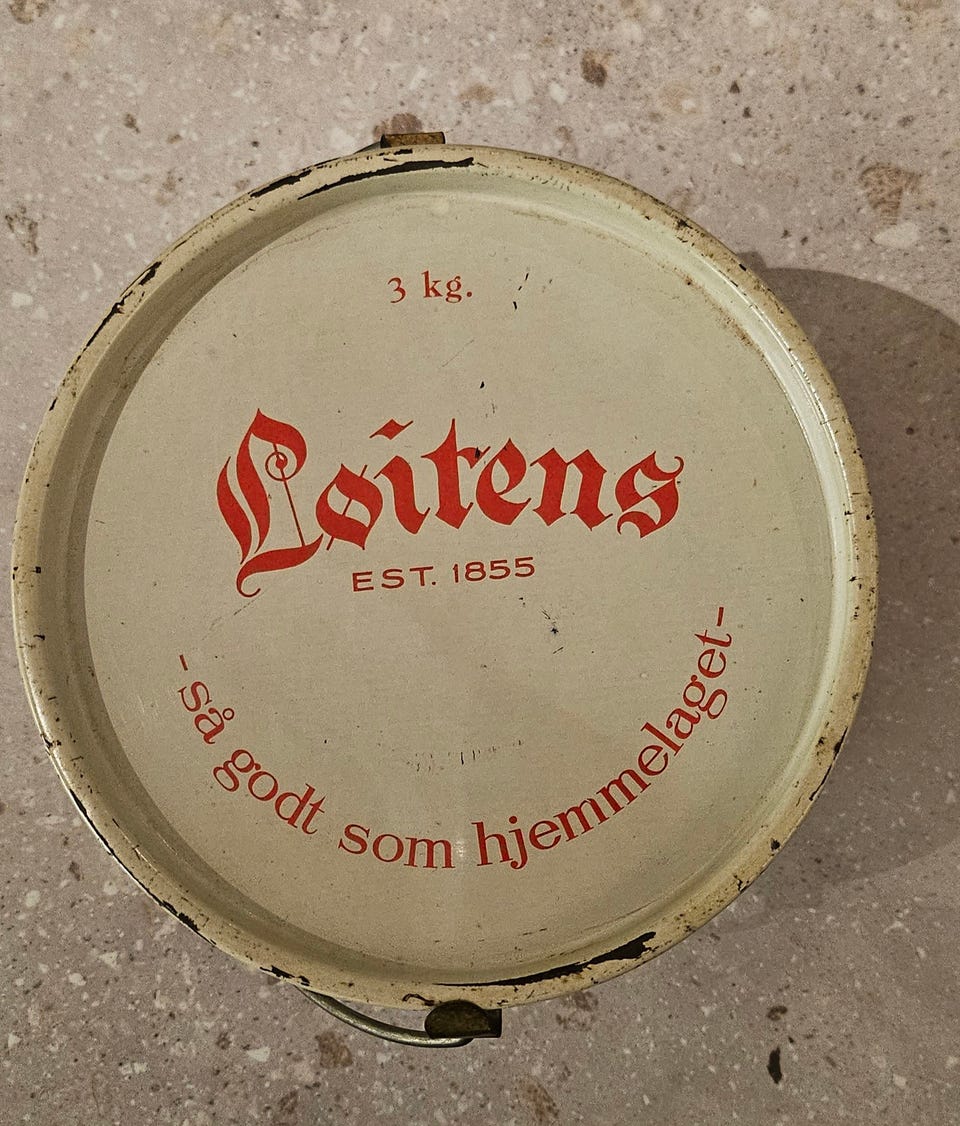 3 kg.
Løitens
EST. 1855
-så godt som hjemmelaget-